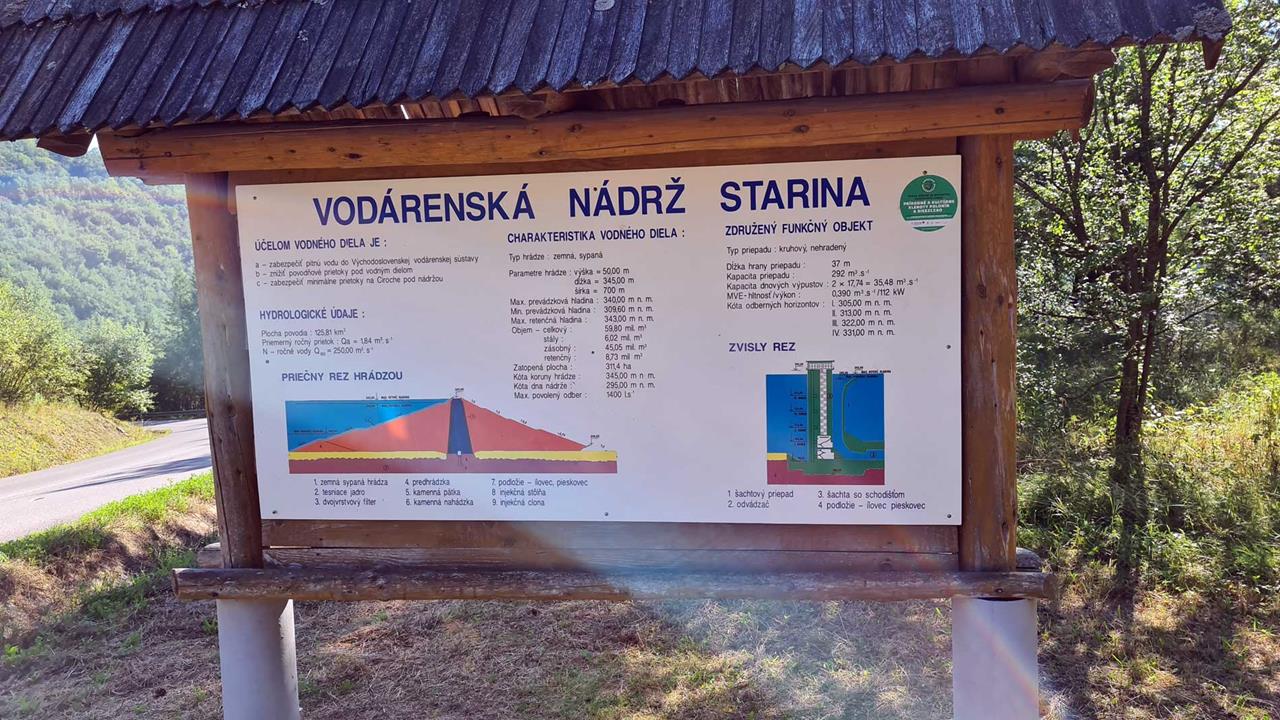 VODÁRENSKÁ NÁDRŽ STARINA
PRÍRODNÉ A KULTÚRNE
KLENOTY POLONÍN
A BIESZCZAD
ÚČELOM VODNÉHO DIELA JE :
a – zabezpečiť pitnú vodu do Východoslovenskej vodárenskej sústavy
b – znížiť povodňové prietoky pod vodným dielom
c – zabezpečiť minimálne prietoky na Ciroche pod nádržou
HYDROLOGICKÉ ÚDAJE :
Plocha povodia : 125,81 km²
Priemerný ročný prietok : Qa = 1,84 m³.s⁻¹
N – ročné vody Q₁₀₀ = 250,00 m³.s⁻¹
PRIEČNY REZ HRÁDZOU
1. zemná sypaná hrádza
2. tesniace jadro
3. dvojvrstvový filter
4. predhrádzka
5. kamenná pätka
6. kamenná nahádzka
7. podložie – ílovec, pieskovec
8 injekčná štôlňa
9. injekčná clona
CHARAKTERISTIKA VODNÉHO DIELA :
Typ hrádze : zemná, sypaná
Parametre hrádze : výška = 50,00 m
dĺžka = 345,00 m
šírka = 700 m
Max. prevádzková hladina : 340,00 m n. m.
Min. prevádzková hladina : 309,60 m n. m.
Max. retenčná hladina : 343,00 m n. m.
Objem – celkový : 59,80 mil. m³
stály : 6,02 mil. m³
zásobný : 45,05 mil. m³
retenčný : 8,73 mil m³
Zatopená plocha : 311,4 ha
Kóta koruny hrádze : 345,00 m n. m.
Kóta dna nádrže : 295,00 m n. m.
Max. povolený odber : 1400 l.s⁻¹
ZDRUŽENÝ FUNKČNÝ OBJEKT
Typ priepadu : kruhový, nehradený
Dĺžka hrany priepadu : 37 m
Kapacita priepadu : 292 m³.s⁻¹
Kapacita dnových výpustov : 2 × 17,74 = 35,48 m³.s⁻¹
MVE - hltnosť/výkon : 0,390 m³.s⁻¹/112 kW
Kóta odberných horizontov : I. 305,00 m n. m.
II. 313,00 m n. m.
III. 322,00 m n. m.
IV. 331,00 m n. m.
ZVISLY REZ
1 šachtový priepad
2. odvádzač
3. šachta so schodišťom
4 podložie – ílovec pieskovec